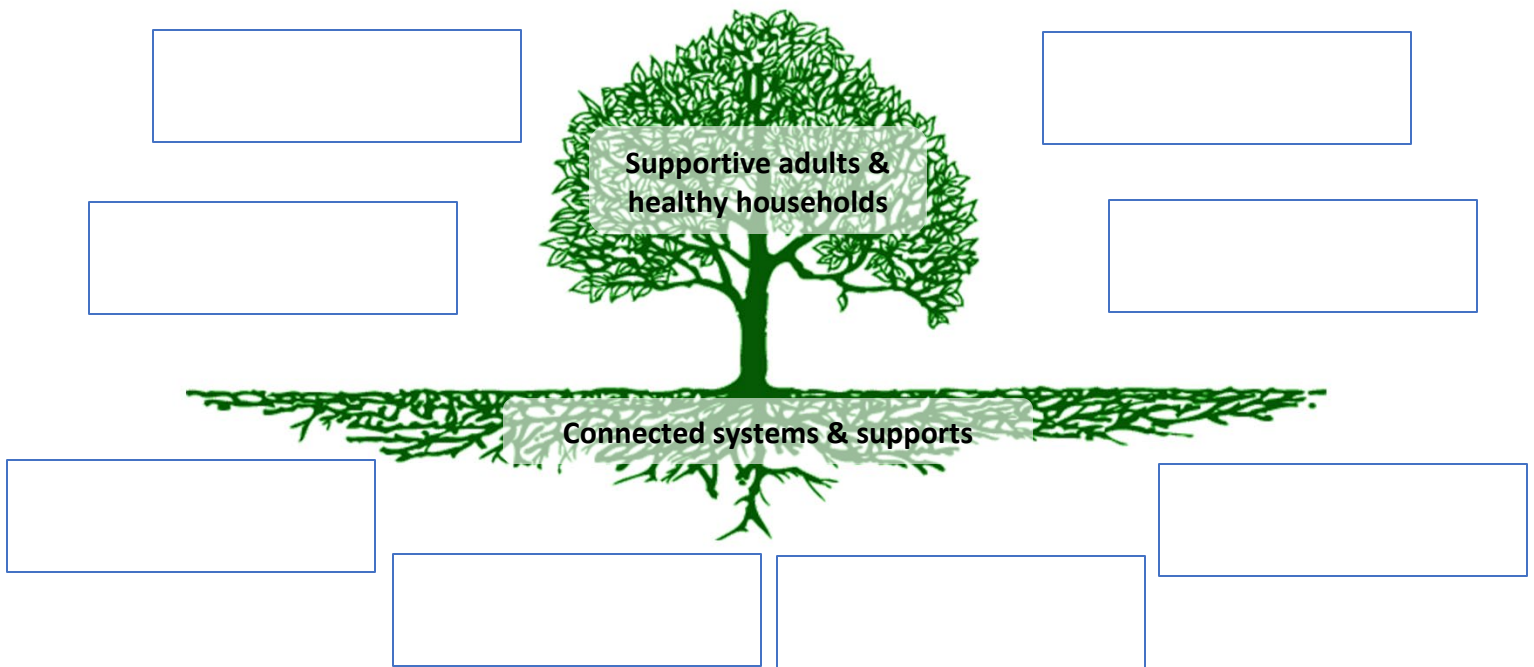 Supportive adults &
healthy households
Connected systems & supports